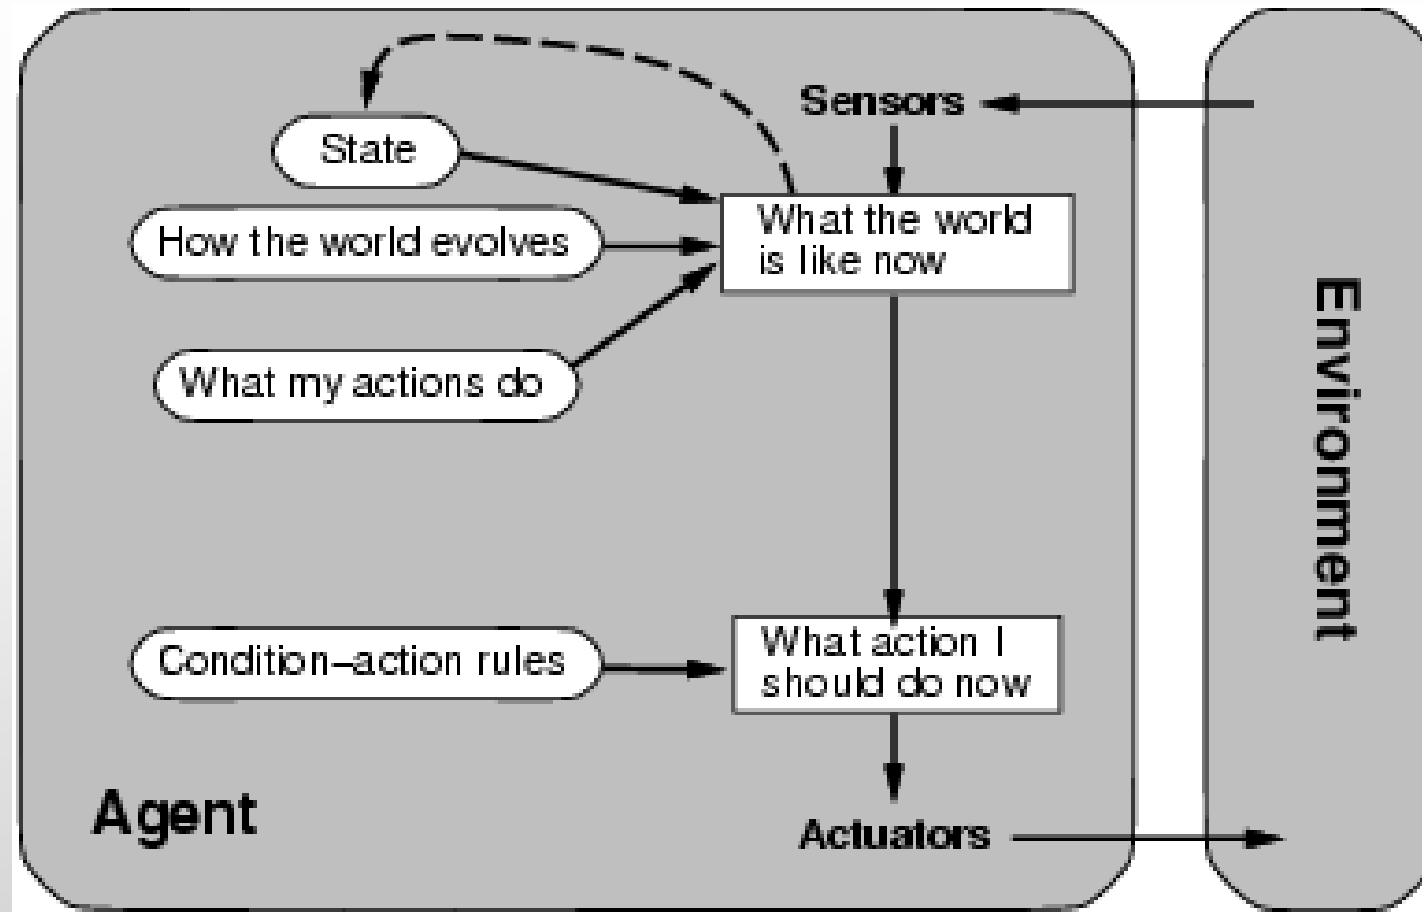 Sensors
State
What the world
is like now
How the world evolves
What my actions do
Environment
Condition–action rules
What action I
should do now
Agent
Actuators